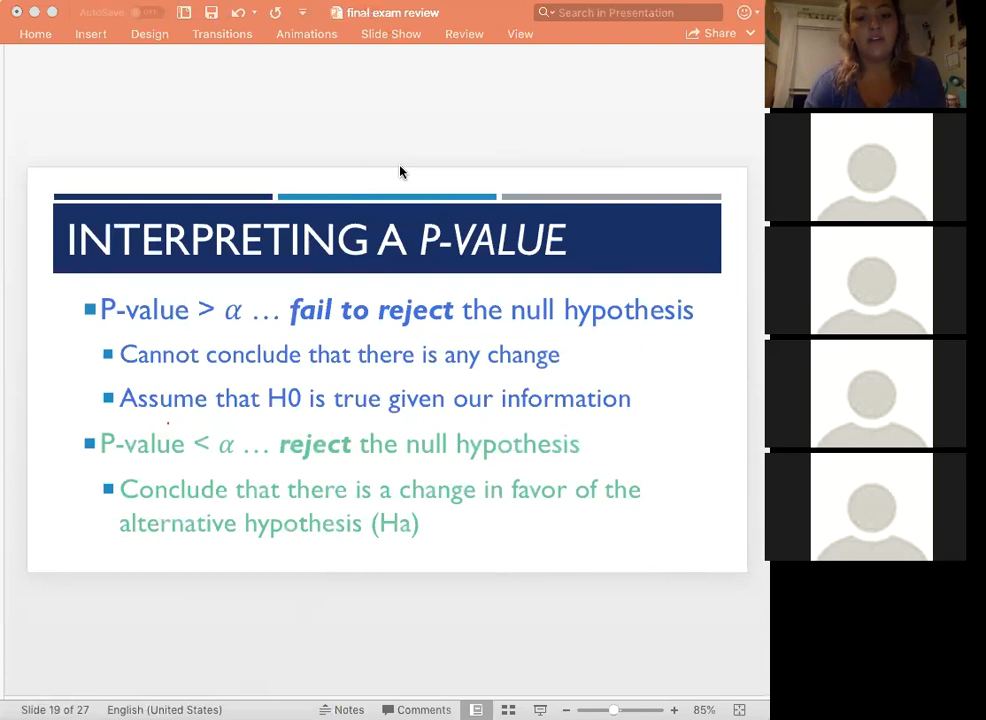 AutoSave OFF final exam review Search in Presentation
Home Insert Design Transitions Animations Slide Show Review View Share
INTERPRETING A P-VALUE
P-value > α … fail to reject the null hypothesis
Cannot conclude that there is any change
Assume that H0 is true given our information
P-value < α … reject the null hypothesis
Conclude that there is a change in favor of the
alternative hypothesis (Ha)
Slide 19 of 27 English (United States) Notes Comments 85%